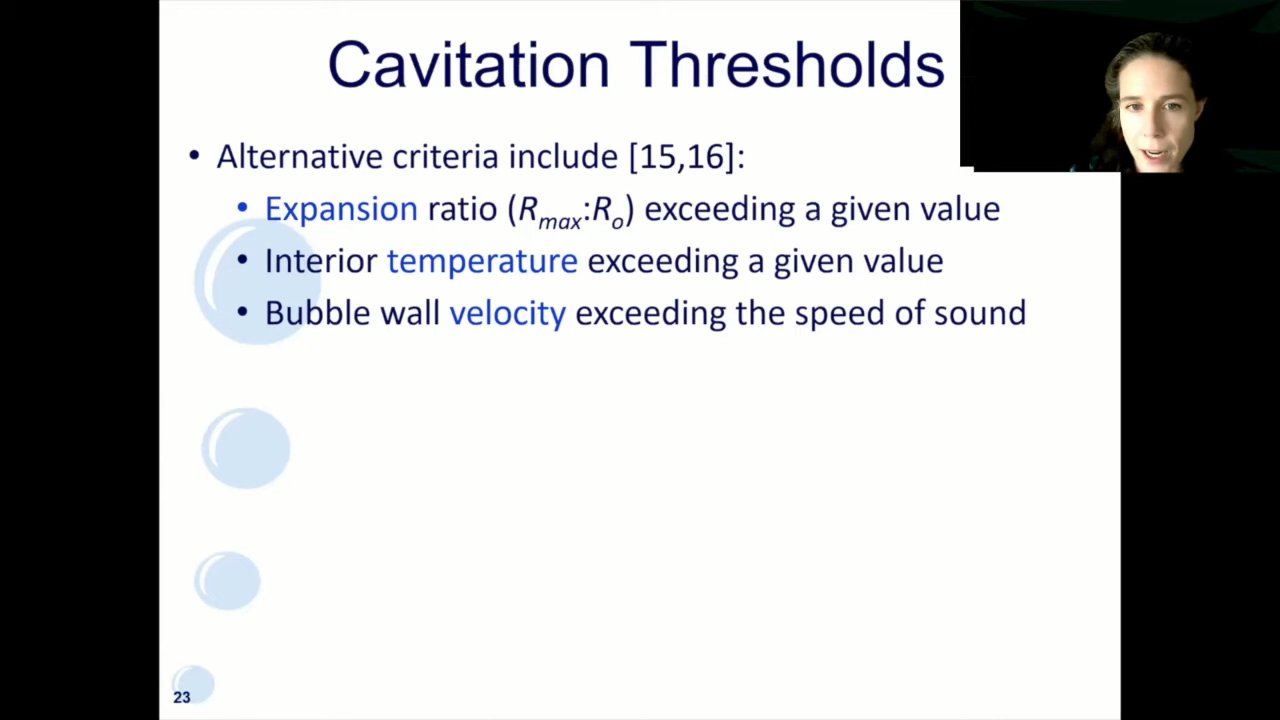 Cavitation Thresholds
• Alternative criteria include [15,16]:
• Expansion ratio (Rmax:Ro) exceeding a given value
• Interior temperature exceeding a given value
• Bubble wall velocity exceeding the speed of sound
23